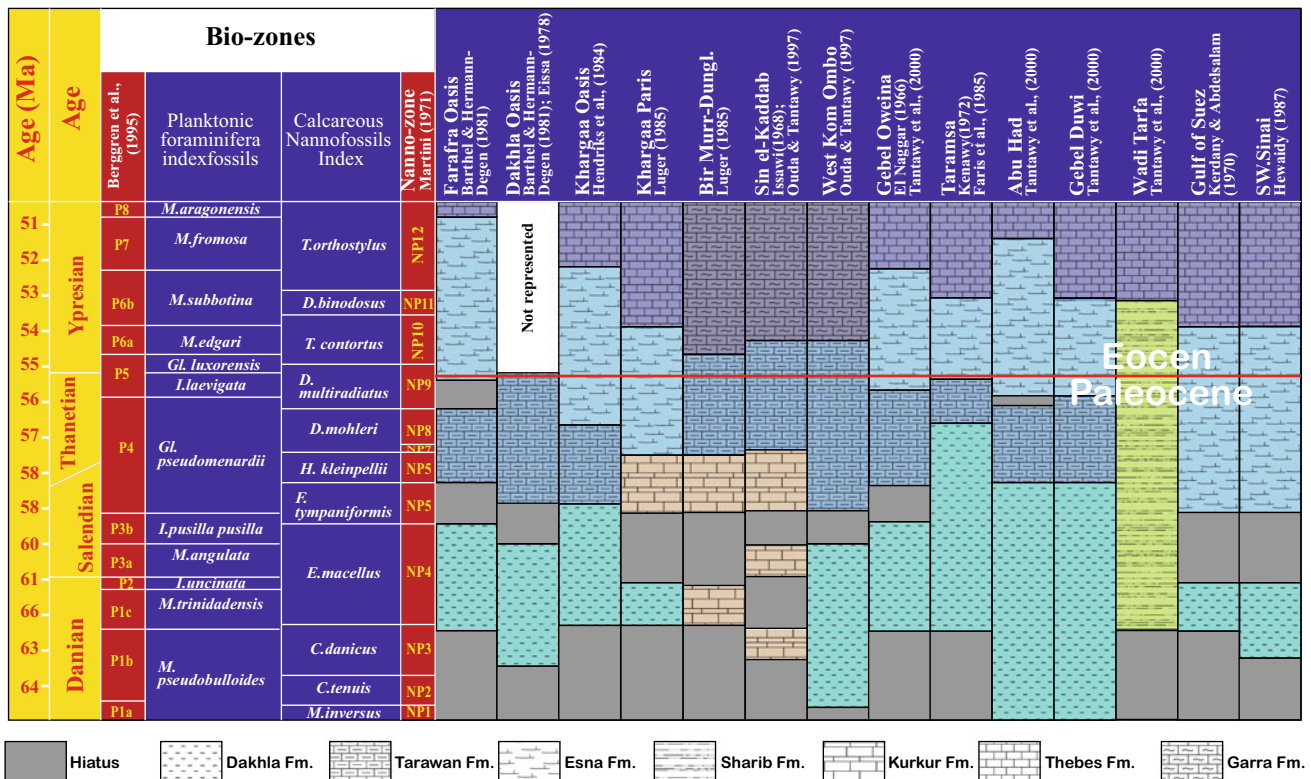 Bio-zones
Age (Ma)
Age
Berggren et al.,
(1995)
Planktonic
foraminifera
indexfossils
Calcareous
Nannofossils
Index
Nanno-zone
Martini (1971)
Farafra Oasis
Barthel & Hermann-
Degen (1981)
Dakhla Oasis
Barthel & Hermann-
Degen (1981); Eissa (1978)
Khargaa Oasis
Hendriks et al., (1984)
Khargaa Paris
Luger (1985)
Bir Murr-Dungl.
Luger (1985)
Sin el-Kaddab
Issawi(1968);
Ouda & Tantawy (1997)
West Kom Ombo
Ouda & Tantawy (1997)
Gebel Oweina
El Naggar (1966)
Tantawy et al., (2000)
Taramsa
Kenawy(1972)
Faris et al., (1985)
Abu Had
Tantawy et al., (2000)
Gebel Duwi
Tantawy et al., (2000)
Wadi Tarfa
Tantawy et al., (2000)
Gulf of Suez
Kerdany & Abdelsalam
(1970)
SW.Sinai
Hewaidy (1987)
51
52
53
54
55
56
57
58
58
60
61
66
63
64
Ypresian
Thanetian
Salendian
Danian
P8
P7
P6b
P6a
P5
P4
P3b
P3a
P2
P1c
P1b
P1a
M.aragonensis
M.fromosa
M.subbotina
M.edgari
Gl. luxorensis
I.laevigata
Gl.
pseudomenardii
I.pusilla pusilla
M.angulata
I.uncinata
M.trinidadensis
M.
pseudobulloides
T.orthostylus
D.binodosus
T. contortus
D.
multiradiatus
D.mohleri
H. kleinpellii
F.
tympaniformis
E.macellus
C.danicus
C.tenuis
M.inversus
NP12
NP11
NP10
NP9
NP8
NP7
NP5
NP5
NP4
NP3
NP2
NP1
Not represented
Eocen
Paleocene
Hiatus
Dakhla Fm.
Tarawan Fm.
Esna Fm.
Sharib Fm.
Kurkur Fm.
Thebes Fm.
Garra Fm.